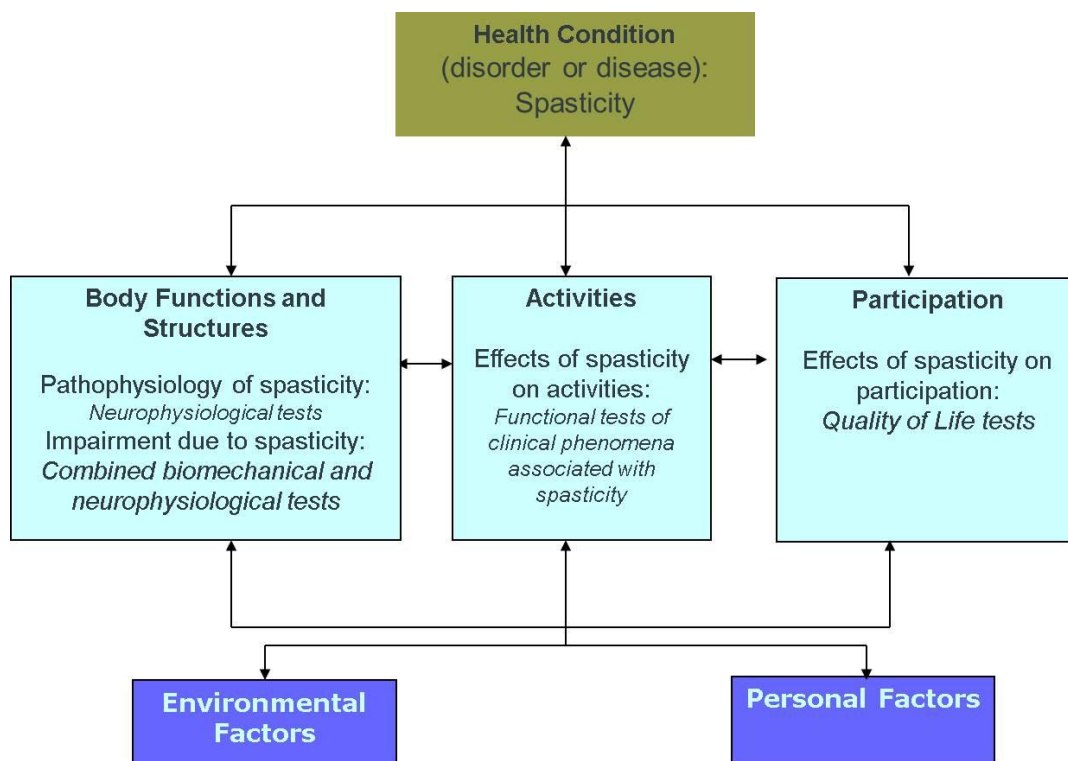 Health Condition
(disorder or disease):
Spasticity
Body Functions and
Structures
Pathophysiology of spasticity:
Neurophysiological tests
Impairment due to spasticity:
Combined biomechanical and
neurophysiological tests
Activities
Effects of spasticity
on activities:
Functional tests of
clinical phenomena
associated with
spasticity
Participation
Effects of spasticity on
participation:
Quality of Life tests
Environmental
Factors
Personal Factors